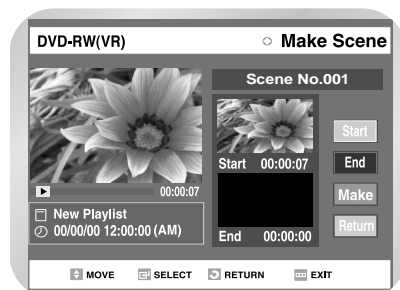 DVD-RW(VR)
Make Scene
Scene No.001
00:00:07
New Playlist
00/00/00 12:00:00 (AM)
Start 00:00:07
End 00:00:00
Start
End
Make
Return
MOVE SELECT RETURN EXIT